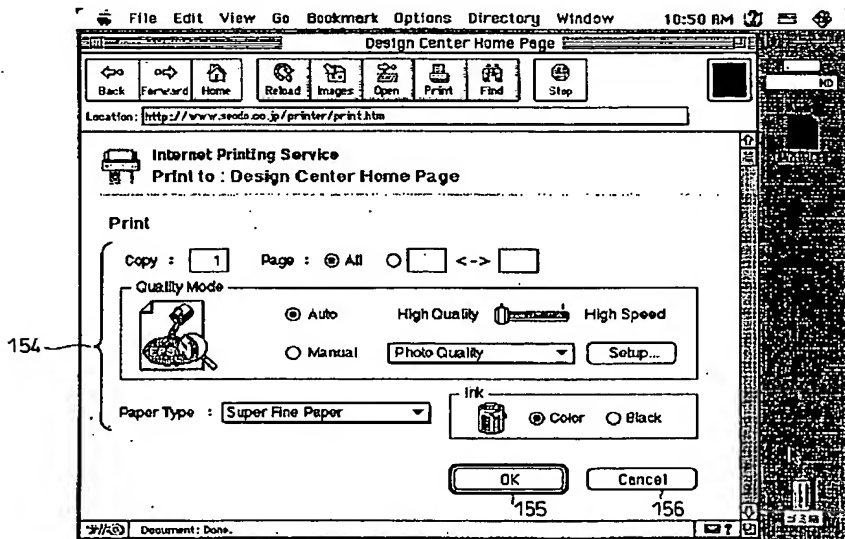 File Edit View Go Bookmark Options Directory Window 10:50 AM
Design Center Home Page
Back Forward Home Reload Images Open Print Find Stop
Location: http://www.seodo.co.jp/printer/print.htm
HD
Internet Printing Service
Print to : Design Center Home Page
Print
Copy : 1 Page : All <->
Quality Mode
Auto High Quality High Speed
154
Manual Photo Quality Setup...
Ink
Paper Type : Super Fine Paper Color Black
OK Cancel
155 156
Document: Done. ?